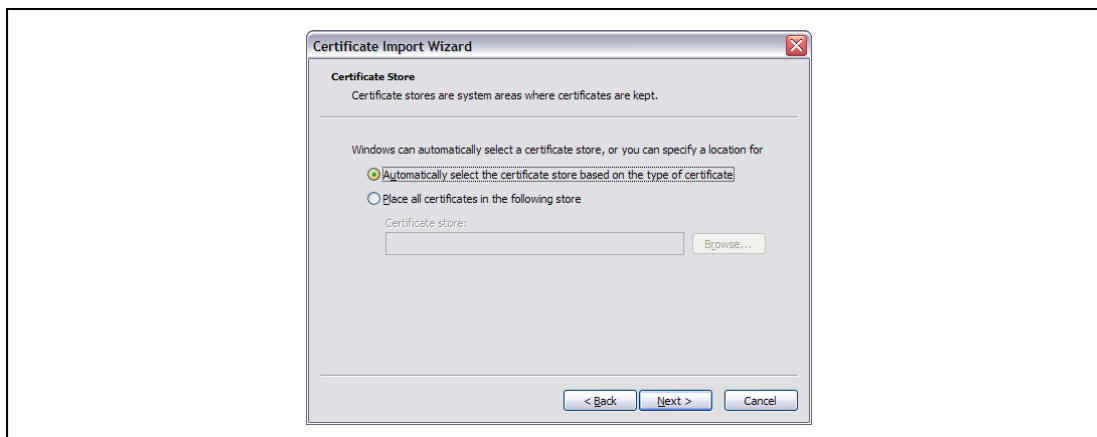 Certificate Import Wizard
Certificate Store
Certificate stores are system areas where certificates are kept.
Windows can automatically select a certificate store, or you can specify a location for
Automatically select the certificate store based on the type of certificate
Place all certificates in the following store
Certificate store:
Browse...
< Back Next > Cancel